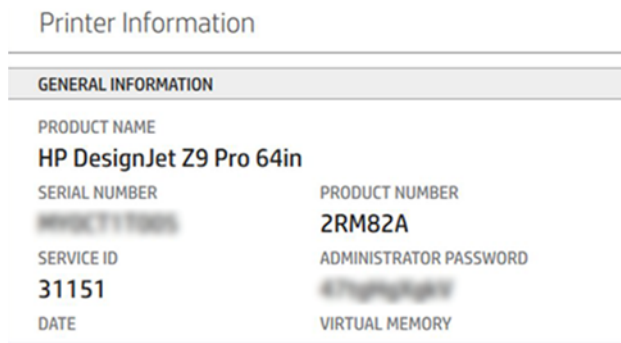 Printer Information
GENERAL INFORMATION
PRODUCT NAME
HP DesignJet Z9 Pro 64in
SERIAL NUMBER PRODUCT NUMBER
2RM82A
SERVICE ID ADMINISTRATOR PASSWORD
31151
DATE VIRTUAL MEMORY